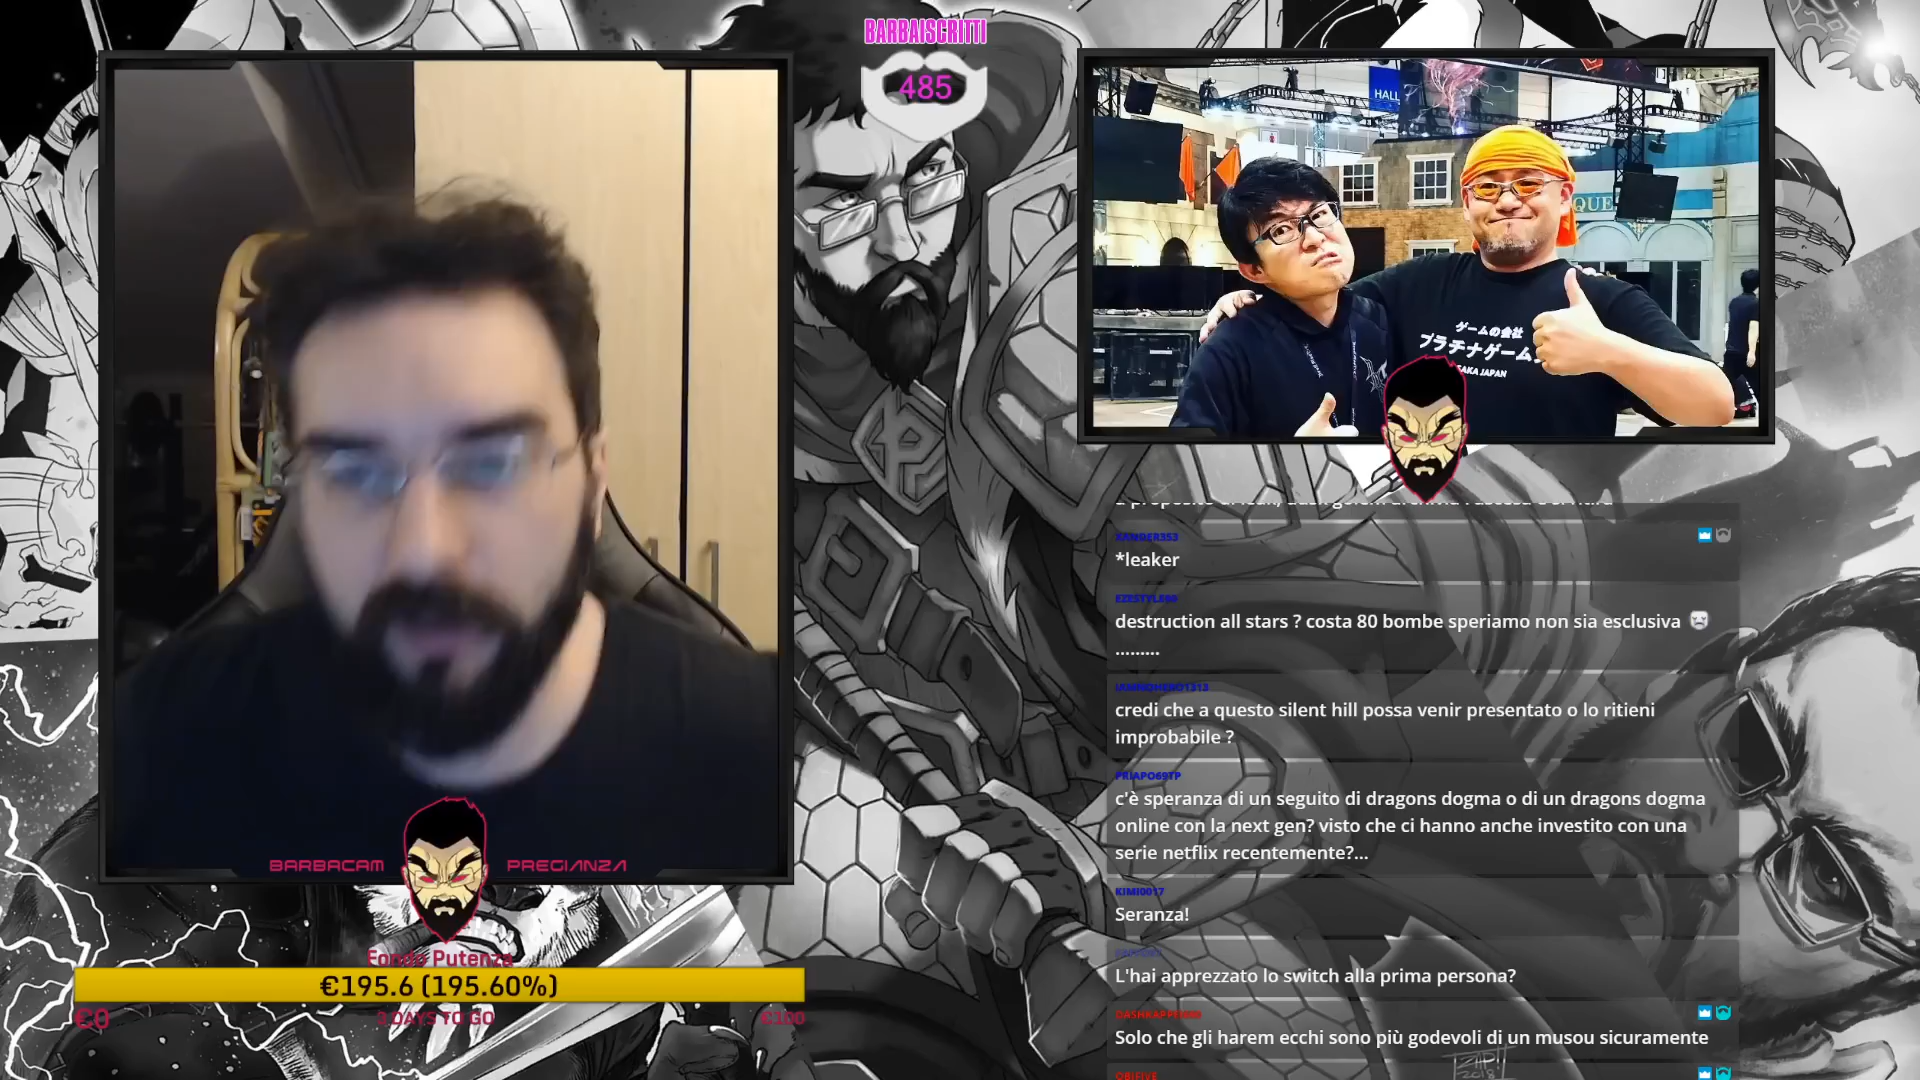 BARBAISCRITTI
485
HALL
QUE
ゲームの会社
プラチナゲーム
SAKA JAPAN
XANDER353
*leaker
EZESTYLE90
destruction all stars ? costa 80 bombe speriamo non sia esclusiva
.........
credi che a questo silent hill possa venir presentato o lo ritieni
improbabile ?
PRIAPO69TP
c'è speranza di un seguito di dragons dogma o di un dragons dogma
online con la next gen? visto che ci hanno anche investito con una
serie netflix recentemente?...
KIMI0017
Seranza!
L'hai apprezzato lo switch alla prima persona?
Solo che gli harem ecchi sono più godevoli di un musou sicuramente
OBIFIVE
BARBACAM
PREGIANZA
Fondo Putenza
€195.6 (195.60%)
€0
3 DAYS TO GO
€100